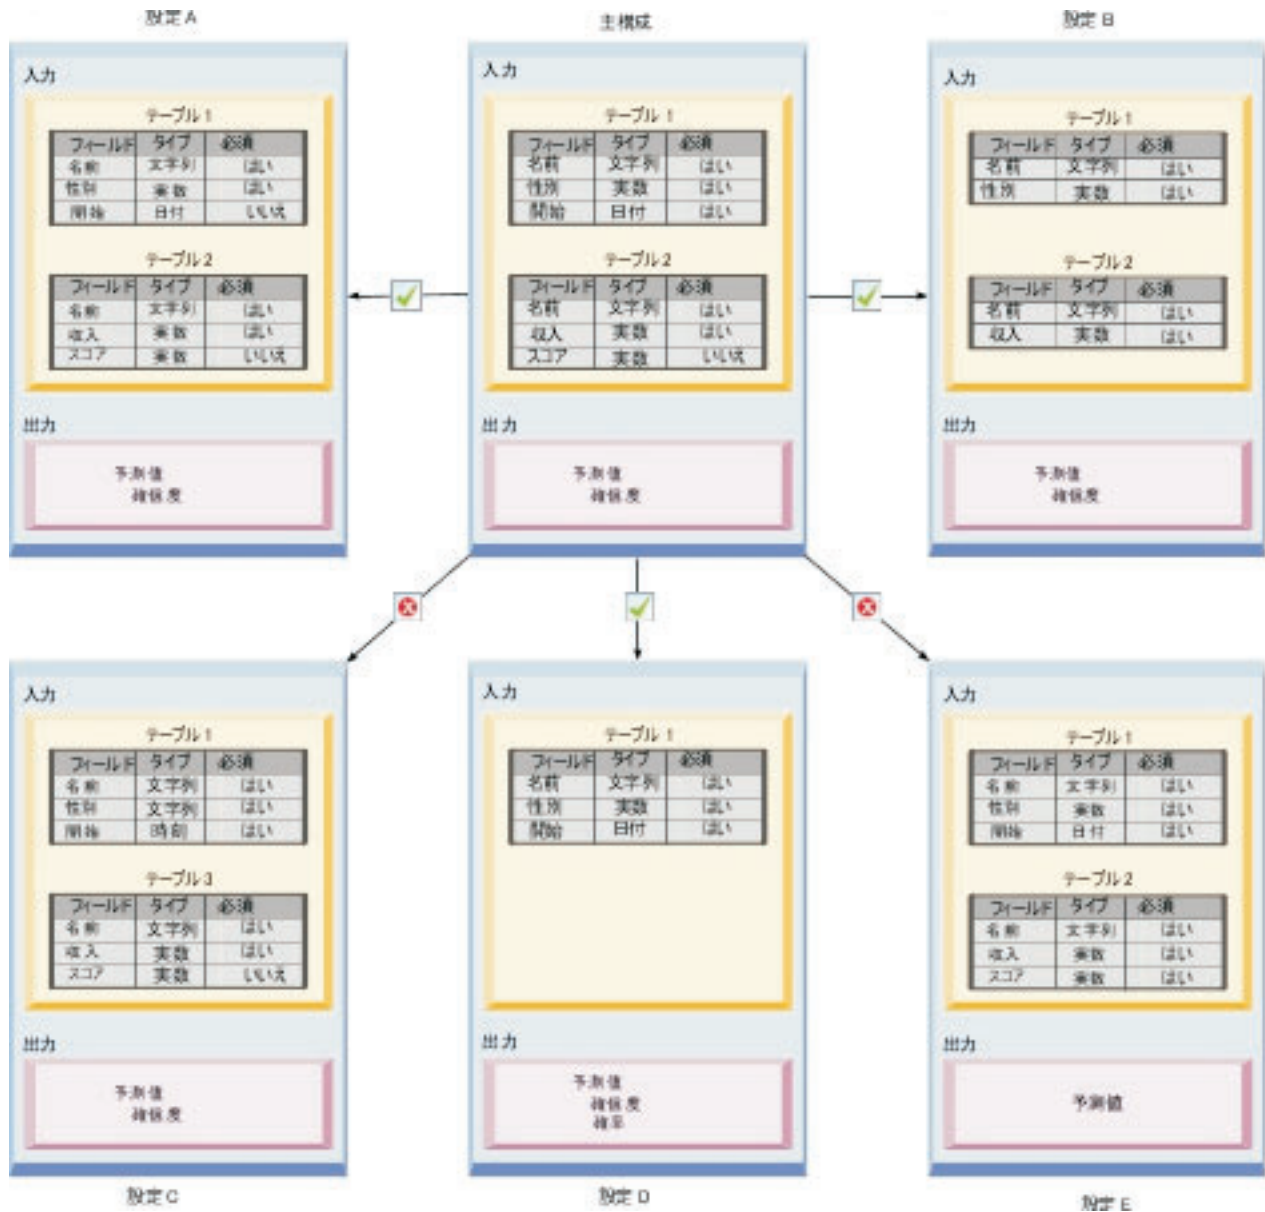 設定 A
入力
テーブル 1
フィールド タイプ 必須
名前 文字列 はい
性別 実数 はい
開始 日付 いいえ
テーブル 2
フィールド タイプ 必須
名前 文字列 はい
収入 実数 はい
スコア 実数 いいえ
出力
予測値
確信度
主構成
入力
テーブル 1
フィールド タイプ 必須
名前 文字列 はい
性別 実数 はい
開始 日付 はい
テーブル 2
フィールド タイプ 必須
名前 文字列 はい
収入 実数 はい
スコア 実数 いいえ
出力
予測値
確信度
設定 B
入力
テーブル 1
フィールド タイプ 必須
名前 文字列 はい
性別 実数 はい
テーブル 2
フィールド タイプ 必須
名前 文字列 はい
収入 実数 はい
出力
予測値
確信度
入力
テーブル 1
フィールド タイプ 必須
名前 文字列 はい
性別 文字列 はい
開始 時刻 はい
テーブル 3
フィールド タイプ 必須
名前 文字列 はい
収入 実数 はい
スコア 実数 いいえ
出力
予測値
確信度
設定 C
入力
テーブル 1
フィールド タイプ 必須
名前 文字列 はい
性別 実数 はい
開始 日付 はい
出力
予測値
確信度
確率
設定 D
入力
テーブル 1
フィールド タイプ 必須
名前 文字列 はい
性別 実数 はい
開始 日付 はい
テーブル 2
フィールド タイプ 必須
名前 文字列 はい
収入 実数 はい
スコア 実数 はい
出力
予測値
設定 E